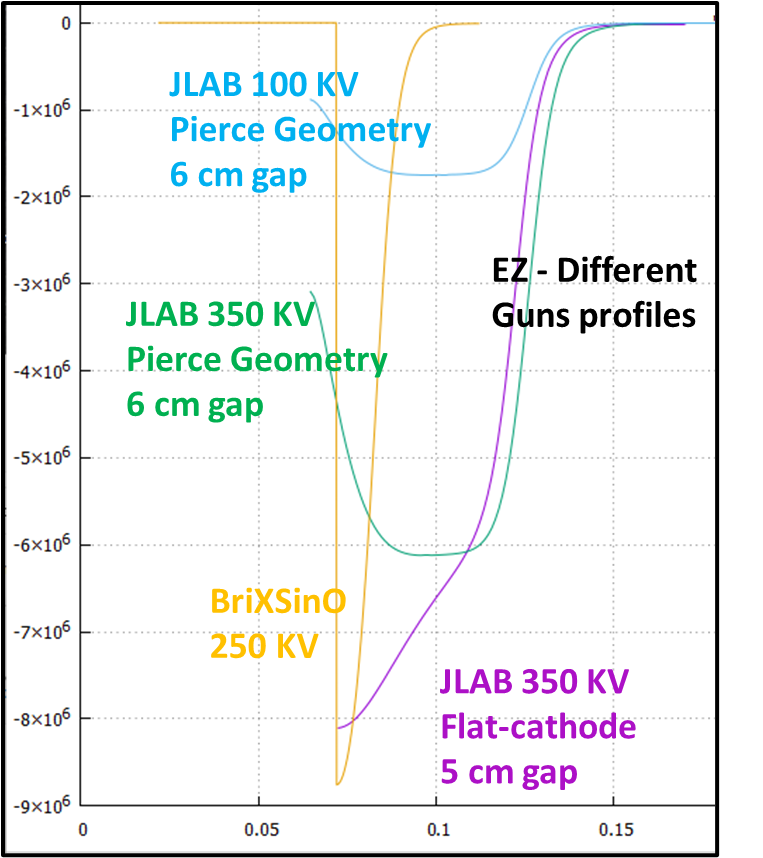 0
JLAB 100 KV
Pierce Geometry
6 cm gap
-1×10⁶
-2×10⁶
EZ - Different
Guns profiles
-3×10⁶
JLAB 350 KV
Pierce Geometry
6 cm gap
-4×10⁶
-5×10⁶
-6×10⁶
BriXSinO
250 KV
-7×10⁶
JLAB 350 KV
Flat-cathode
5 cm gap
-8×10⁶
-9×10⁶
0 0.05 0.1 0.15